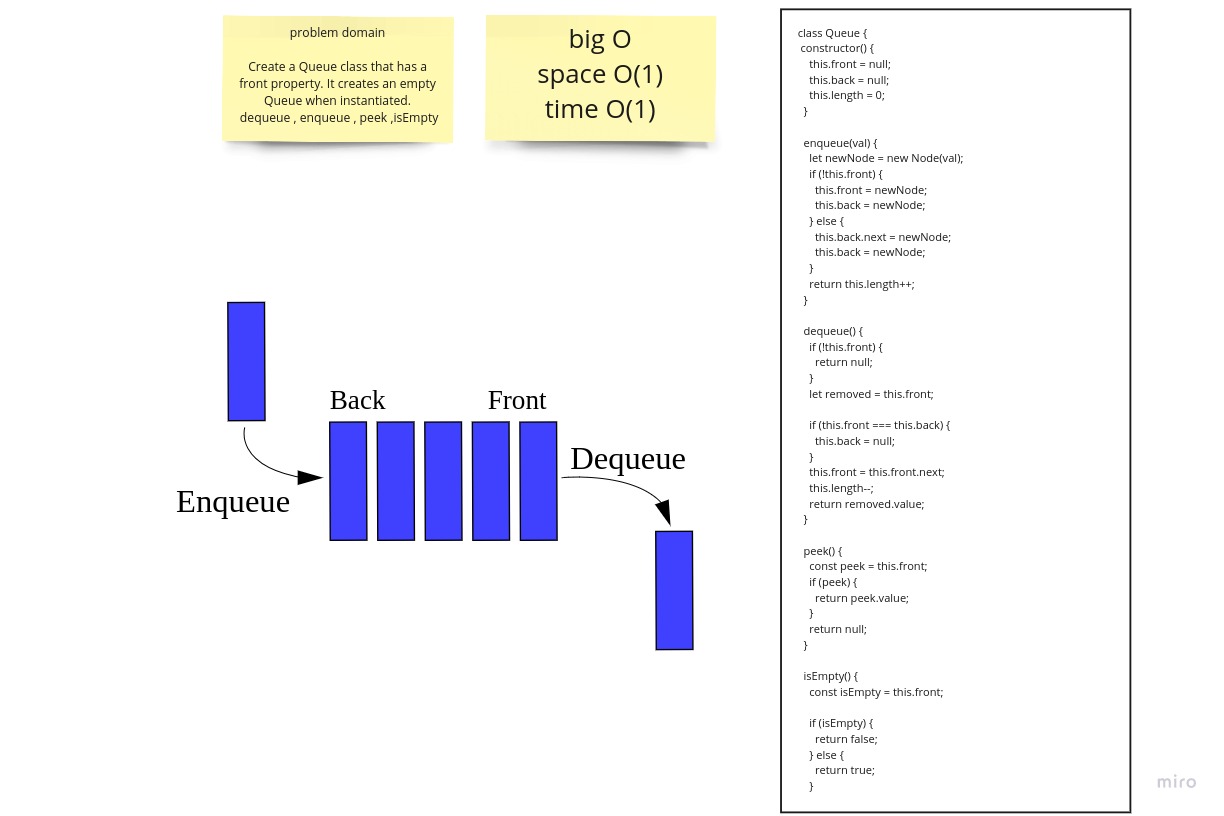 problem domain
Create a Queue class that has a
front property. It creates an empty
Queue when instantiated.
dequeue , enqueue , peek ,isEmpty
big O
space O(1)
time O(1)
Back
Front
Enqueue
Dequeue
class Queue {
constructor() {
this.front = null;
this.back = null;
this.length = 0;
}
enqueue(val) {
let newNode = new Node(val);
if (!this.front) {
this.front = newNode;
this.back = newNode;
} else {
this.back.next = newNode;
this.back = newNode;
}
return this.length++;
}
dequeue() {
if (!this.front) {
return null;
}
let removed = this.front;
if (this.front === this.back) {
this.back = null;
}
this.front = this.front.next;
this.length--;
return removed.value;
}
peek() {
const peek = this.front;
if (peek) {
return peek.value;
}
return null;
}
isEmpty() {
const isEmpty = this.front;
if (isEmpty) {
return false;
} else {
return true;
}
miro